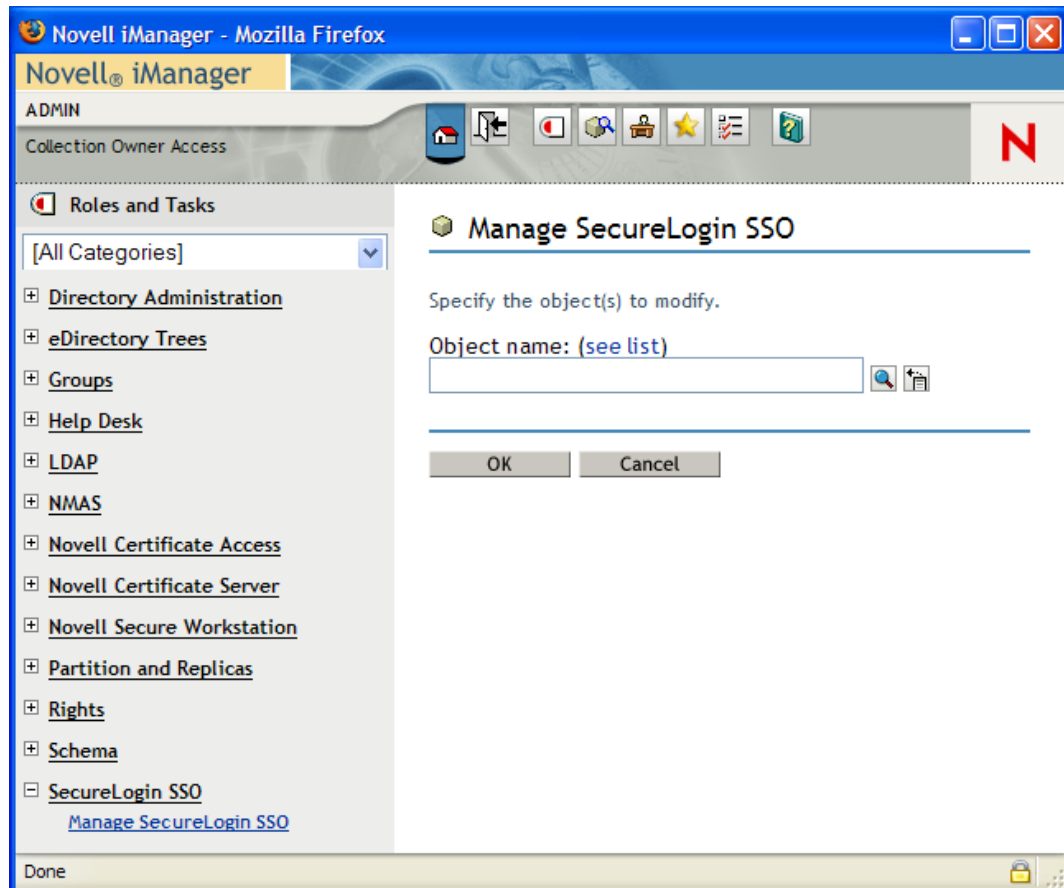 Novell iManager - Mozilla Firefox
Novell® iManager
ADMIN
Collection Owner Access
N
Roles and Tasks
[All Categories]
Directory Administration
eDirectory Trees
Groups
Help Desk
LDAP
NMAS
Novell Certificate Access
Novell Certificate Server
Novell Secure Workstation
Partition and Replicas
Rights
Schema
SecureLogin SSO
Manage SecureLogin SSO
Manage SecureLogin SSO
Specify the object(s) to modify.
Object name: (see list)
OK Cancel
Done